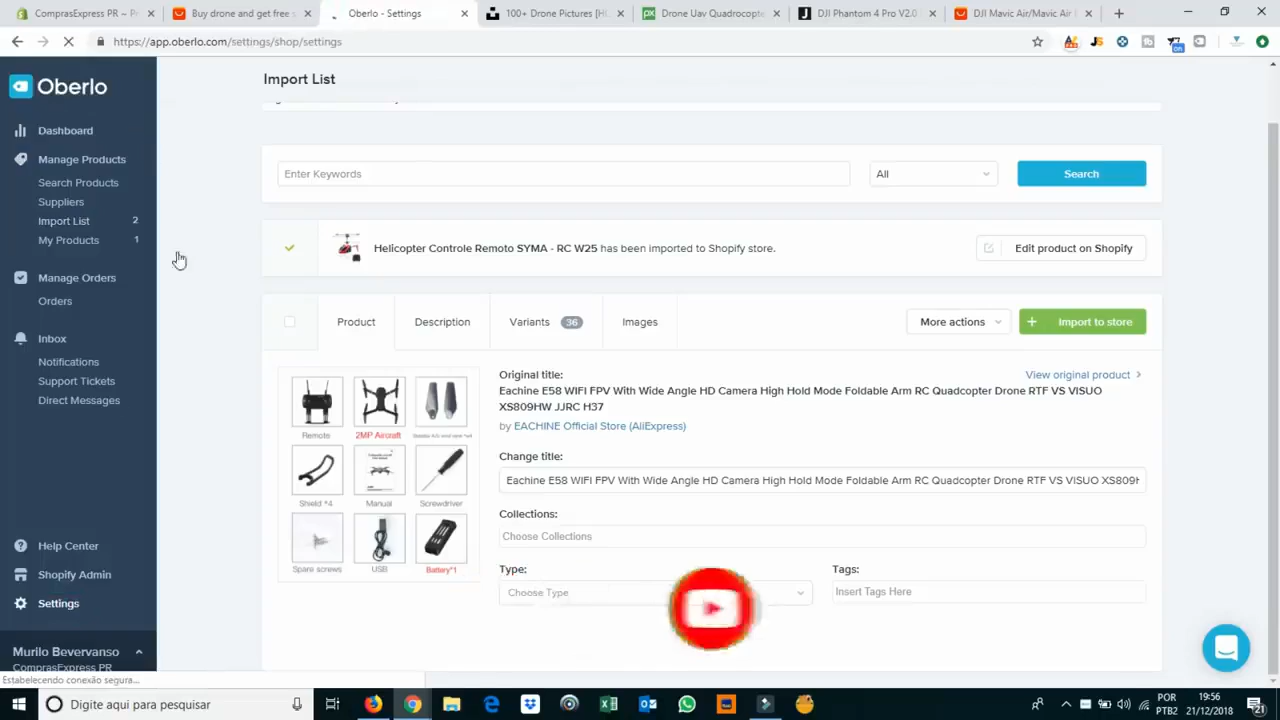 ComprasExpress PR ~ Pr
Buy drone and get free s
Oberlo - Settings
100+ Drone Pictures [HD
Drone Uav Quadrocopte
DJI Phantom 4 Pro V2.0
DJI Mavic Air/Mavic Air
https://app.oberlo.com/settings/shop/settings
Oberlo
Import List
Dashboard
Manage Products
Search Products
Suppliers
Import List 2
My Products 1
Manage Orders
Orders
Inbox
Notifications
Support Tickets
Direct Messages
Help Center
Shopify Admin
Settings
Murilo Bevervanso
ComprasExpress PR
Estabelecendo conexão segura...
Enter Keywords
All
Search
Helicopter Controle Remoto SYMA - RC W25 has been imported to Shopify store.
Edit product on Shopify
Product
Description
Variants 36
Images
More actions
Import to store
Remote
2MP Aircraft
Shield *4
Manual
Screwdriver
Spare screws
USB
Battery*1
Original title:
View original product
Eachine E58 WIFI FPV With Wide Angle HD Camera High Hold Mode Foldable Arm RC Quadcopter Drone RTF VS VISUO
XS809HW JJRC H37
by EACHINE Official Store (AliExpress)
Change title:
Eachine E58 WIFI FPV With Wide Angle HD Camera High Hold Mode Foldable Arm RC Quadcopter Drone RTF VS VISUO XS809H
Collections:
Choose Collections
Type:
Tags:
Choose Type
Insert Tags Here
Digite aqui para pesquisar
POR
PTB2
19:56
21/12/2018
21